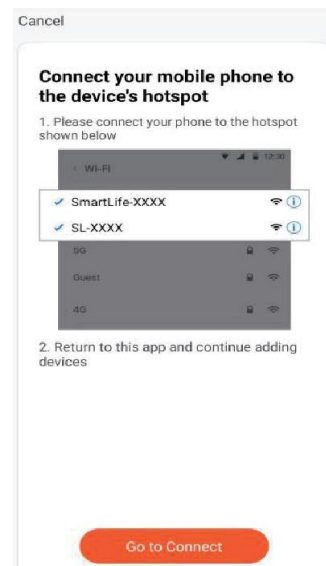 Cancel
Connect your mobile phone to
the device's hotspot
1. Please connect your phone to the hotspot
shown below
12:30
Wi-Fi
SmartLife-XXXX
SL-XXXX
5G
Guest
4G
2. Return to this app and continue adding
devices
Go to Connect